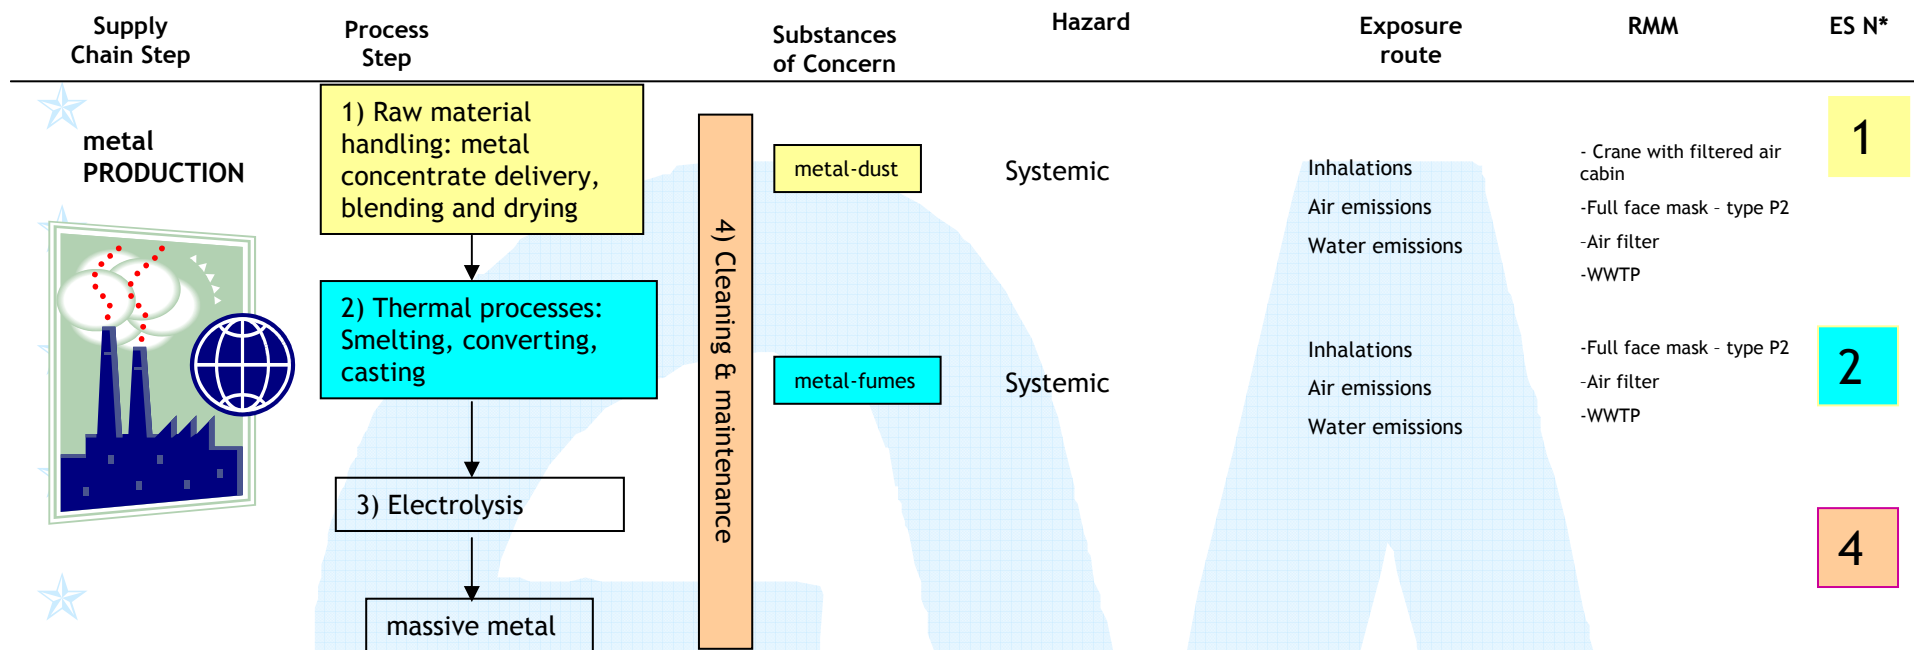 Supply
Chain Step
Process
Step
Substances
of Concern
Hazard
Exposure
route
RMM
ES N*
metal
PRODUCTION
1) Raw material
handling: metal
concentrate delivery,
blending and drying
2) Thermal processes:
Smelting, converting,
casting
3) Electrolysis
massive metal
4) Cleaning & maintenance
metal-dust
Systemic
Inhalations
Air emissions
Water emissions
- Crane with filtered air
cabin
-Full face mask – type P2
-Air filter
-WWTP
1
metal-fumes
Systemic
Inhalations
Air emissions
Water emissions
-Full face mask – type P2
-Air filter
-WWTP
2
4